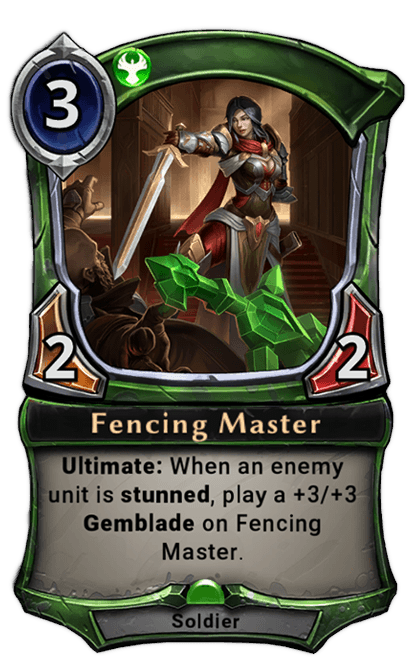 3
2
2
Fencing Master
Ultimate: When an enemy
unit is stunned, play a +3/+3
Gemblade on Fencing
Master.
Soldier